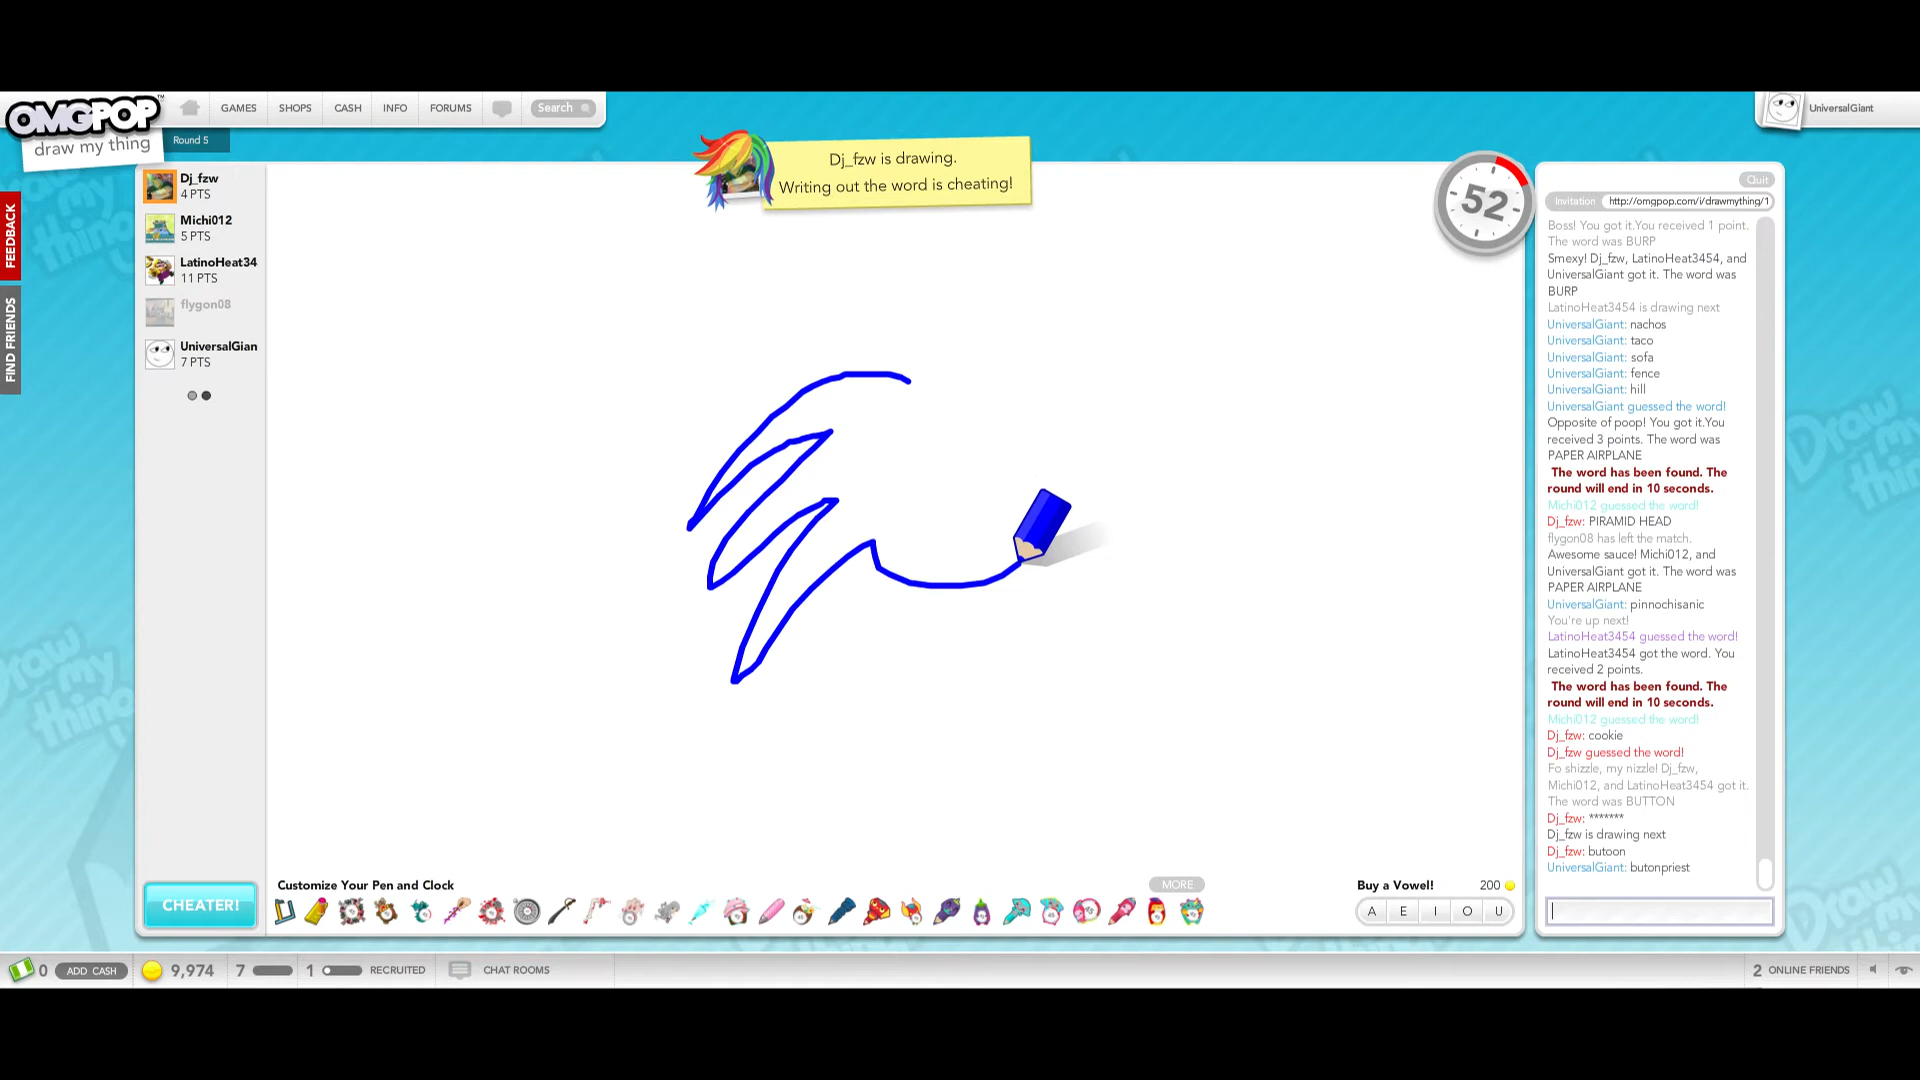 OMGPOP™
draw my thing
GAMES
SHOPS
CASH
INFO
FORUMS
Search
UniversalGiant
Round 5
FEEDBACK
FIND FRIENDS
Dj_fzw
4 PTS
Michi012
5 PTS
LatinoHeat34
11 PTS
flygon08
UniversalGian
7 PTS
CHEATER!
Dj_fzw is drawing.
Writing out the word is cheating!
52
Quit
Invitation http://omgpop.com/i/drawmything/1
Boss! You got it.You received 1 point.
The word was BURP
Smexy! Dj_fzw, LatinoHeat3454, and
UniversalGiant got it. The word was
BURP
LatinoHeat3454 is drawing next
UniversalGiant: nachos
UniversalGiant: taco
UniversalGiant: sofa
UniversalGiant: fence
UniversalGiant: hill
UniversalGiant guessed the word!
Opposite of poop! You got it.You
received 3 points. The word was
PAPER AIRPLANE
The word has been found. The
round will end in 10 seconds.
Michi012 guessed the word!
Dj_fzw: PIRAMID HEAD
flygon08 has left the match.
Awesome sauce! Michi012, and
UniversalGiant got it. The word was
PAPER AIRPLANE
UniversalGiant: pinnochisanic
You're up next!
LatinoHeat3454 guessed the word!
LatinoHeat3454 got the word. You
received 2 points.
The word has been found. The
round will end in 10 seconds.
Michi012 guessed the word!
Dj_fzw: cookie
Dj_fzw guessed the word!
Fo shizzle, my nizzle! Dj_fzw,
Michi012, and LatinoHeat3454 got it.
The word was BUTTON
Dj_fzw: *******
Dj_fzw is drawing next
Dj_fzw: butoon
UniversalGiant: butonpriest
Customize Your Pen and Clock
MORE
Buy a Vowel!
200
A E I O U
0
ADD CASH
9,974
7
1
RECRUITED
CHAT ROOMS
2 ONLINE FRIENDS